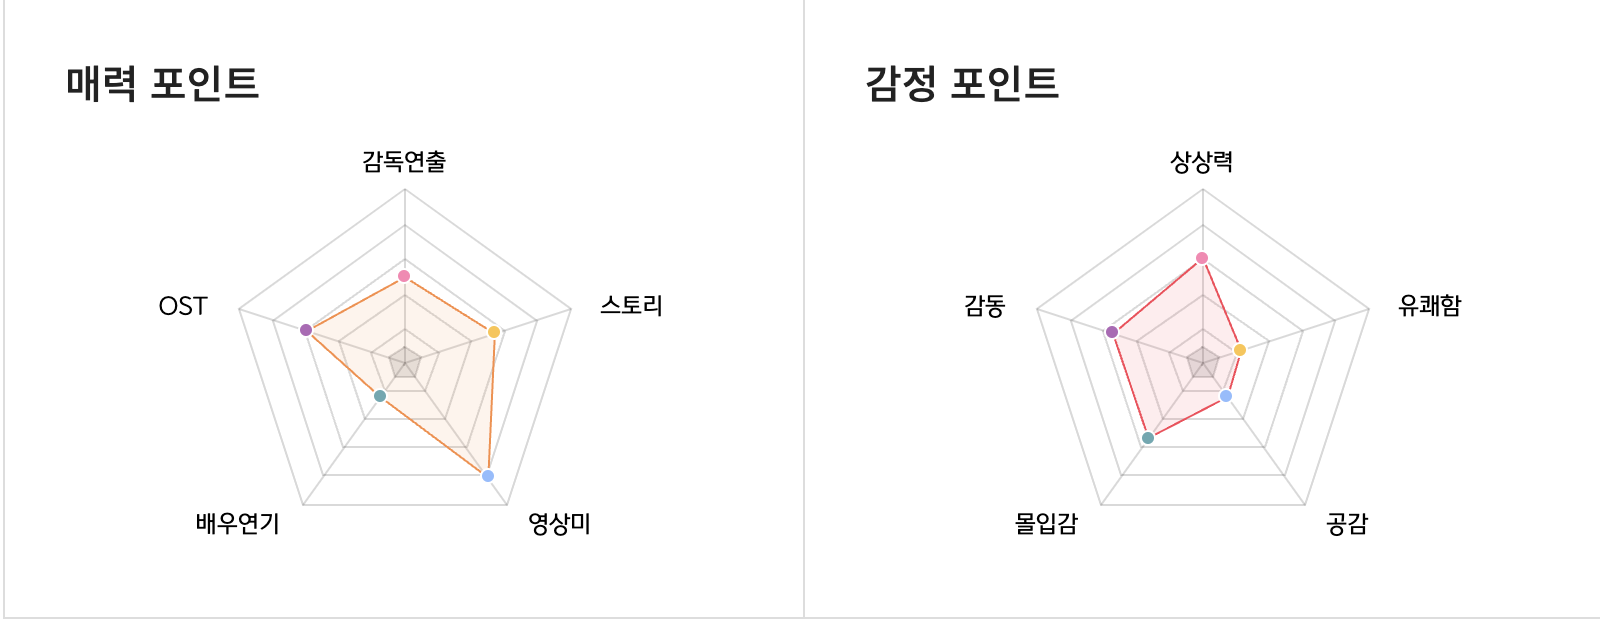 매력 포인트
감독연출
OST
스토리
배우연기
영상미
감정 포인트
상상력
감동
유쾌함
몰입감
공감